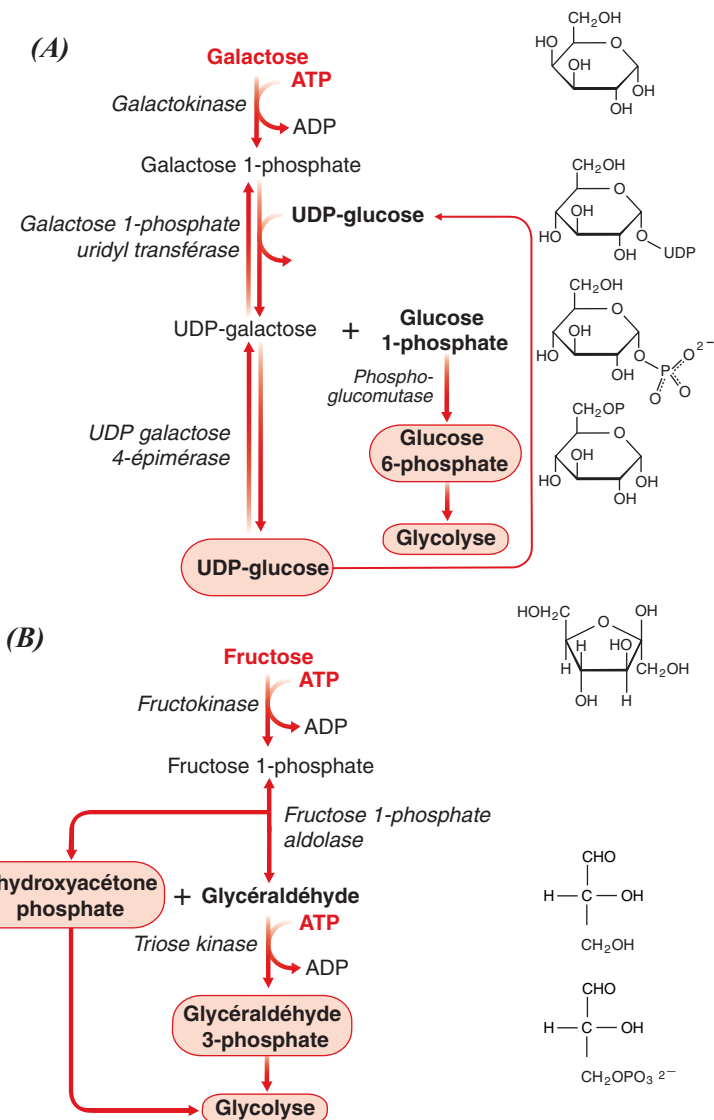 (A)
Galactose
ATP
Galactokinase
ADP
Galactose 1-phosphate
Galactose 1-phosphate
uridyl transférase
UDP-glucose
UDP-galactose
+
Glucose
1-phosphate
Phospho-
glucomutase
UDP galactose
4-épimérase
Glucose
6-phosphate
Glycolyse
UDP-glucose
CH2OH
HO
O
OH
OH
OH
CH2OH
O
OH
HO
OH
O
UDP
CH2OH
O
OH
HO
OH
O
P
O 2−
O
O
CH2OP
O
OH
HO
OH
OH
(B)
Fructose
ATP
Fructokinase
ADP
Fructose 1-phosphate
Fructose 1-phosphate
aldolase
hydroxyacétone
phosphate
+
Glycéraldéhyde
ATP
Triose kinase
ADP
Glycéraldéhyde
3-phosphate
Glycolyse
HOH2C
O
OH
H
HO
H
CH2OH
OH
H
CHO
H
C
OH
CH2OH
CHO
H
C
OH
CH2OPO3 2−